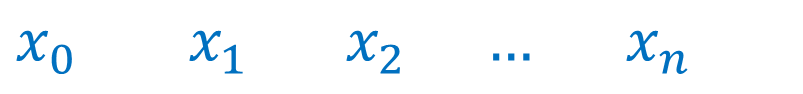 x₀ x₁ x₂ ... xₙ